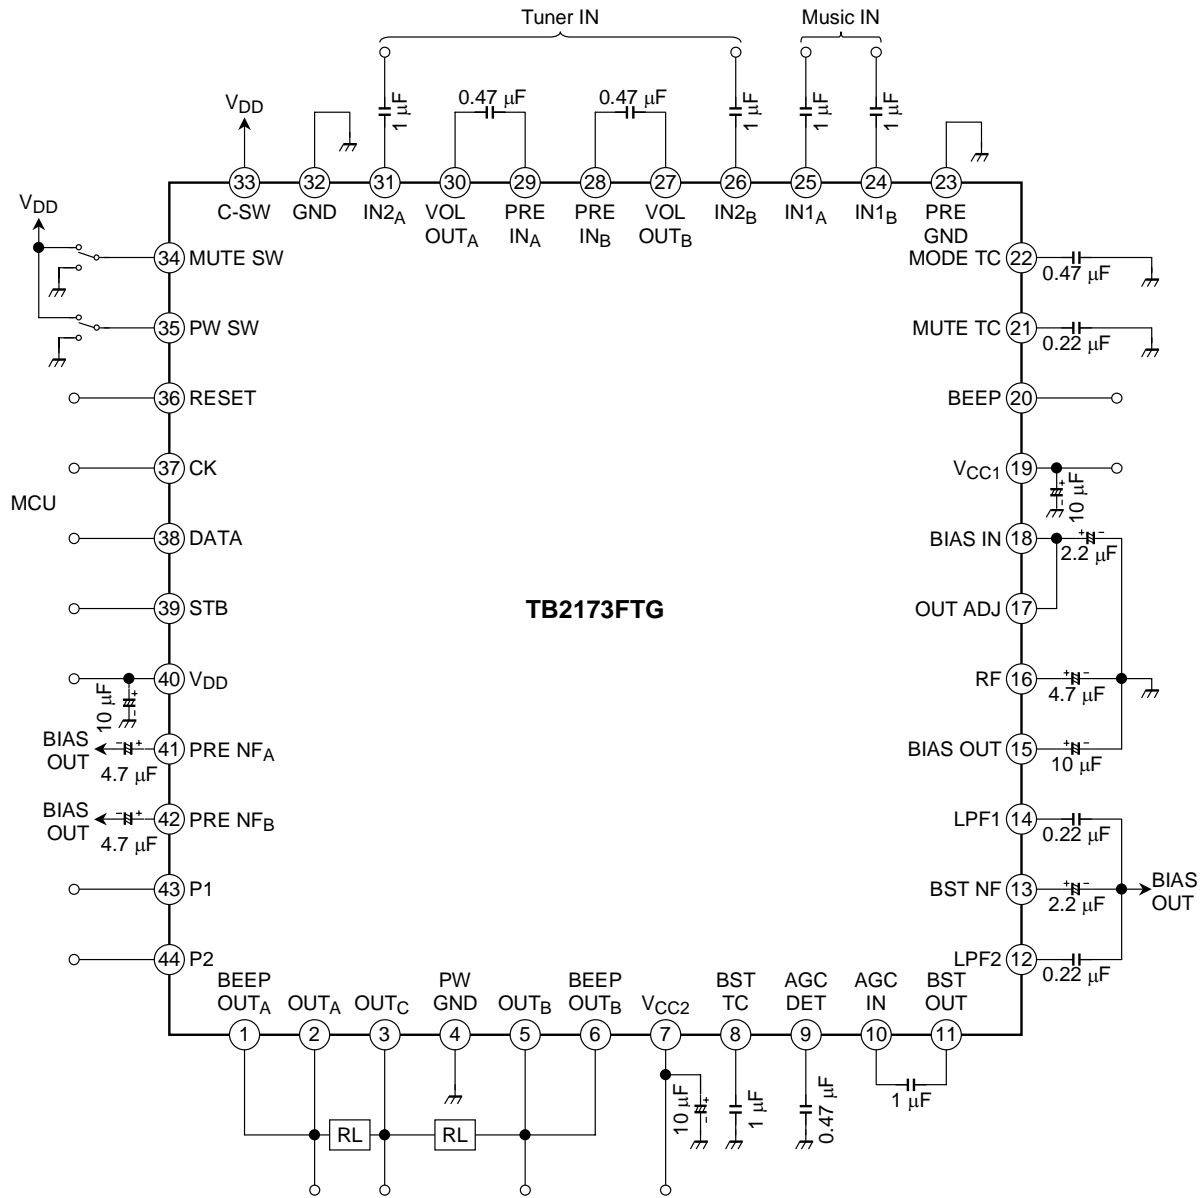 Tuner IN
Music IN
VDD
0.47 μF
0.47 μF
1 μF
1 μF
1 μF
1 μF
33
32
31
30
29
28
27
26
25
24
23
C-SW
GND
IN2A
VOL OUTA
PRE INA
PRE INB
VOL OUTB
IN2B
IN1A
IN1B
PRE GND
VDD
34 MUTE SW
35 PW SW
36 RESET
37 CK
MCU
38 DATA
39 STB
40 VDD
10 μF
BIAS OUT
41 PRE NFA
4.7 μF
BIAS OUT
42 PRE NFB
4.7 μF
43 P1
44 P2
TB2173FTG
MODE TC 22
0.47 μF
MUTE TC 21
0.22 μF
BEEP 20
VCC1 19
10 μF
BIAS IN 18
2.2 μF
OUT ADJ 17
RF 16
4.7 μF
BIAS OUT 15
10 μF
LPF1 14
0.22 μF
BST NF 13
2.2 μF
BIAS OUT
LPF2 12
0.22 μF
BEEP OUTA
OUTA
OUTC
PW GND
OUTB
BEEP OUTB
VCC2
BST TC
AGC DET
AGC IN
BST OUT
1
2
3
4
5
6
7
8
9
10
11
RL
RL
10 μF
1 μF
0.47 μF
1 μF